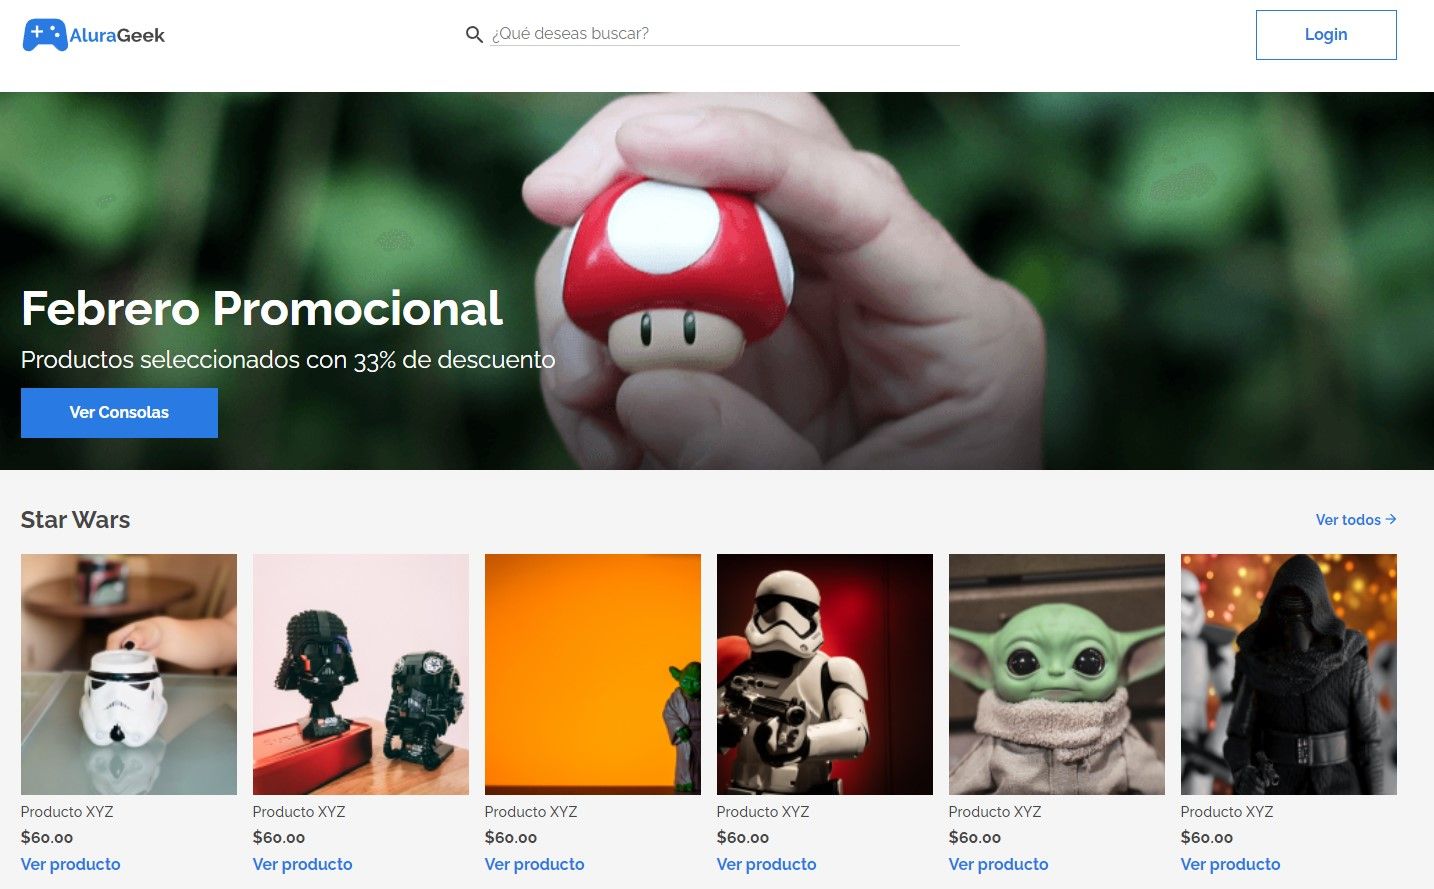 AluraGeek
¿Qué deseas buscar?
Login
Febrero Promocional
Productos seleccionados con 33% de descuento
Ver Consolas
Star Wars
Ver todos →
Producto XYZ
$60.00
Ver producto
Producto XYZ
$60.00
Ver producto
Producto XYZ
$60.00
Ver producto
Producto XYZ
$60.00
Ver producto
Producto XYZ
$60.00
Ver producto
Producto XYZ
$60.00
Ver producto